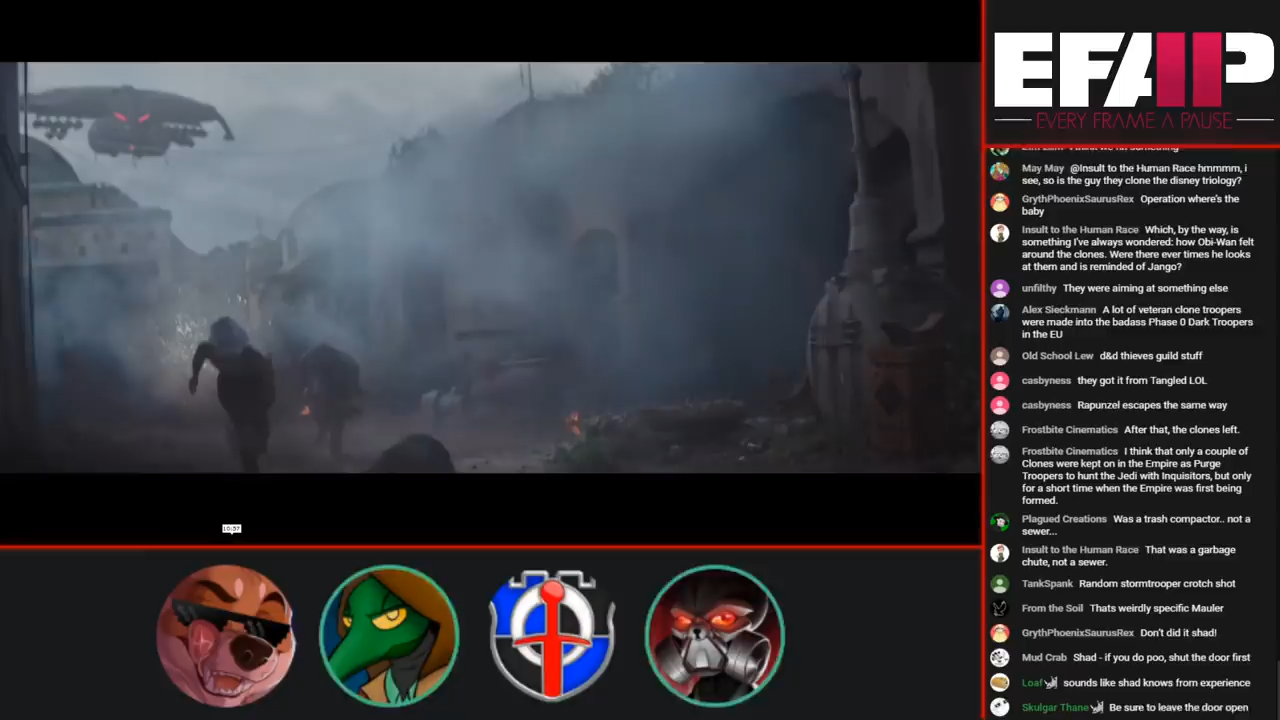 EFAP
EVERY FRAME A PAUSE
May May @Insult to the Human Race hmmmm, i
see, so is the guy they clone the disney triology?
GrythPhoenixSaurusRex Operation where's the
baby
Insult to the Human Race Which, by the way, is
something I've always wondered: how Obi-Wan felt
around the clones. Were there ever times he looks
at them and is reminded of Jango?
unfilthy They were aiming at something else
Alex Sieckmann A lot of veteran clone troopers
were made into the badass Phase 0 Dark Troopers
in the EU
Old School Lew d&d thieves guild stuff
casbyness they got it from Tangled LOL
casbyness Rapunzel escapes the same way
Frostbite Cinematics After that, the clones left.
Frostbite Cinematics I think that only a couple of
Clones were kept on in the Empire as Purge
Troopers to hunt the Jedi with Inquisitors, but only
for a short time when the Empire was first being
formed.
Plagued Creations Was a trash compactor.. not a
sewer...
Insult to the Human Race That was a garbage
chute, not a sewer.
TankSpank Random stormtrooper crotch shot
From the Soil Thats weirdly specific Mauler
GrythPhoenixSaurusRex Don't did it shad!
Mud Crab Shad - if you do poo, shut the door first
Loaf sounds like shad knows from experience
Skulgar Thane Be sure to leave the door open
10:57